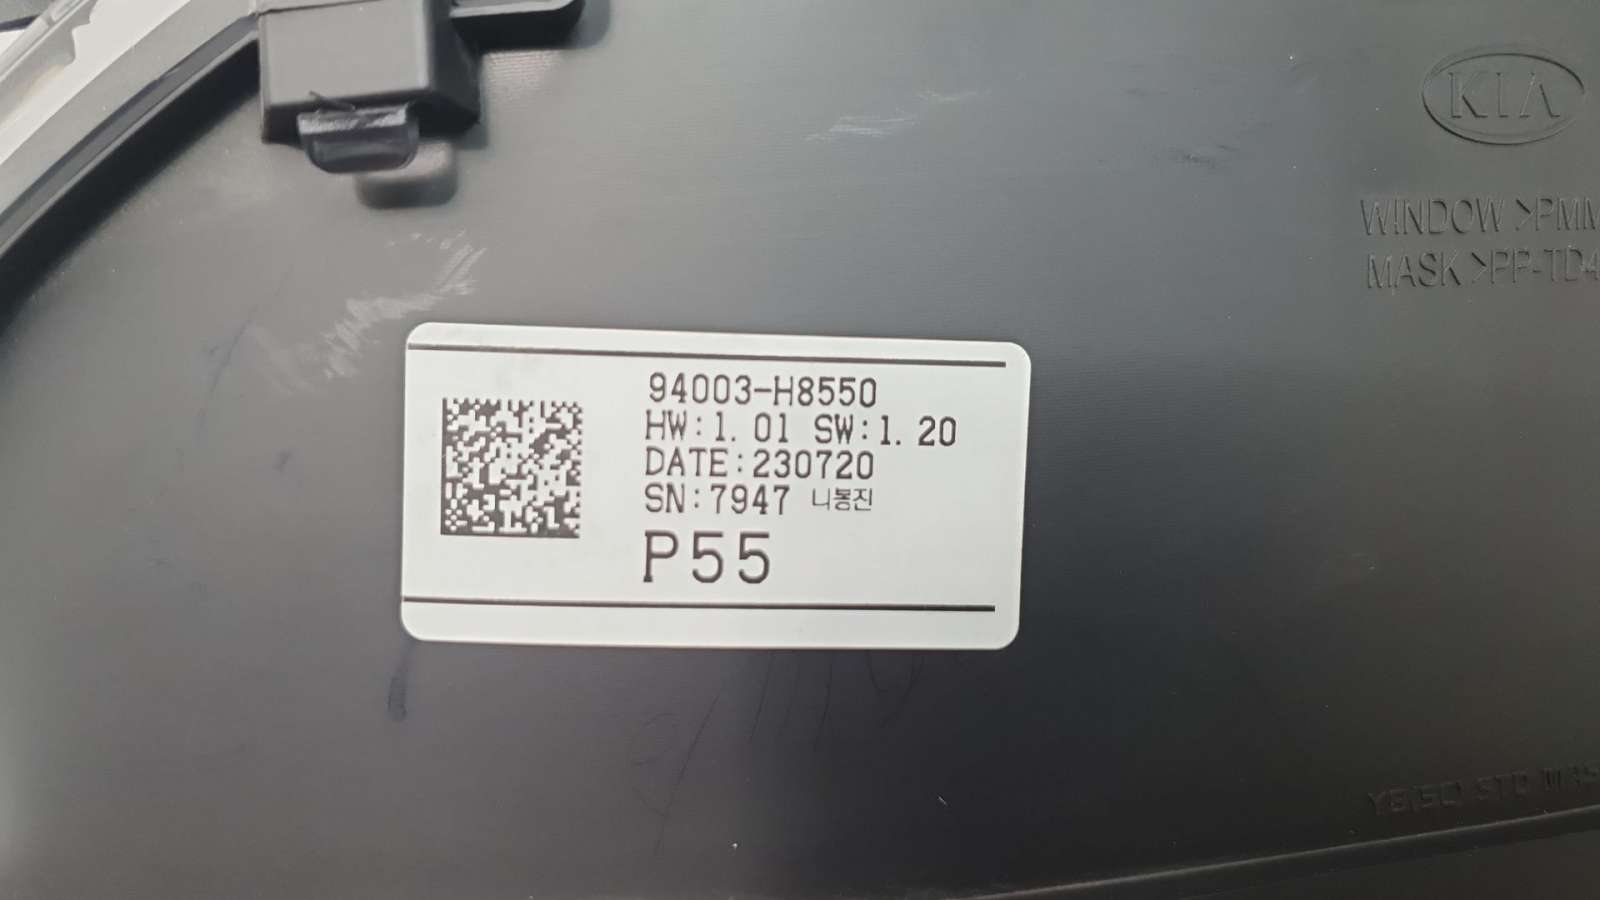 KIA
WINDOW >PMM
MASK >PP-TD4
94003-H8550
HW:1.01 SW:1.20
DATE:230720
SN:7947 니봉진
P55